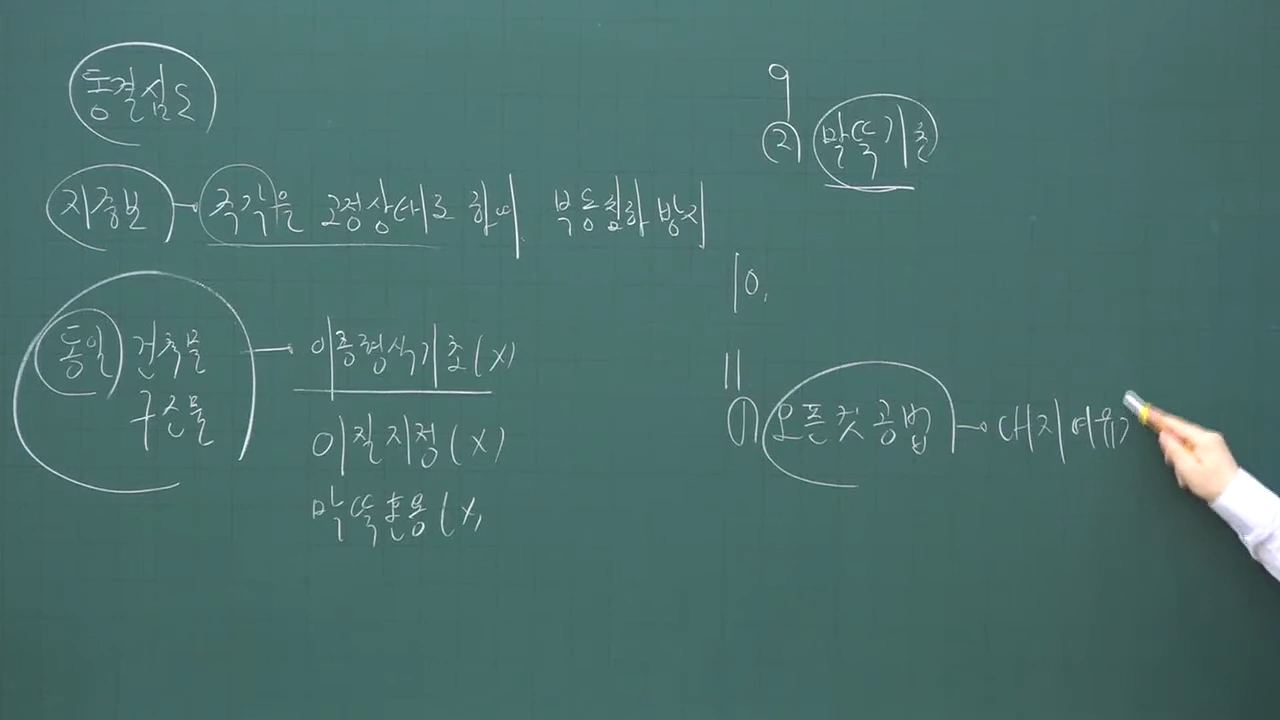 동결심도
지중보 → 주각을 고정상태로 하여 부동침하 방지
동일 건축물 → 이종형식기초(X)
구조물
이질지정(X)
말뚝혼용(X)
9
② 말뚝기초
10.
11
① 오픈컷공법 → 대지여유